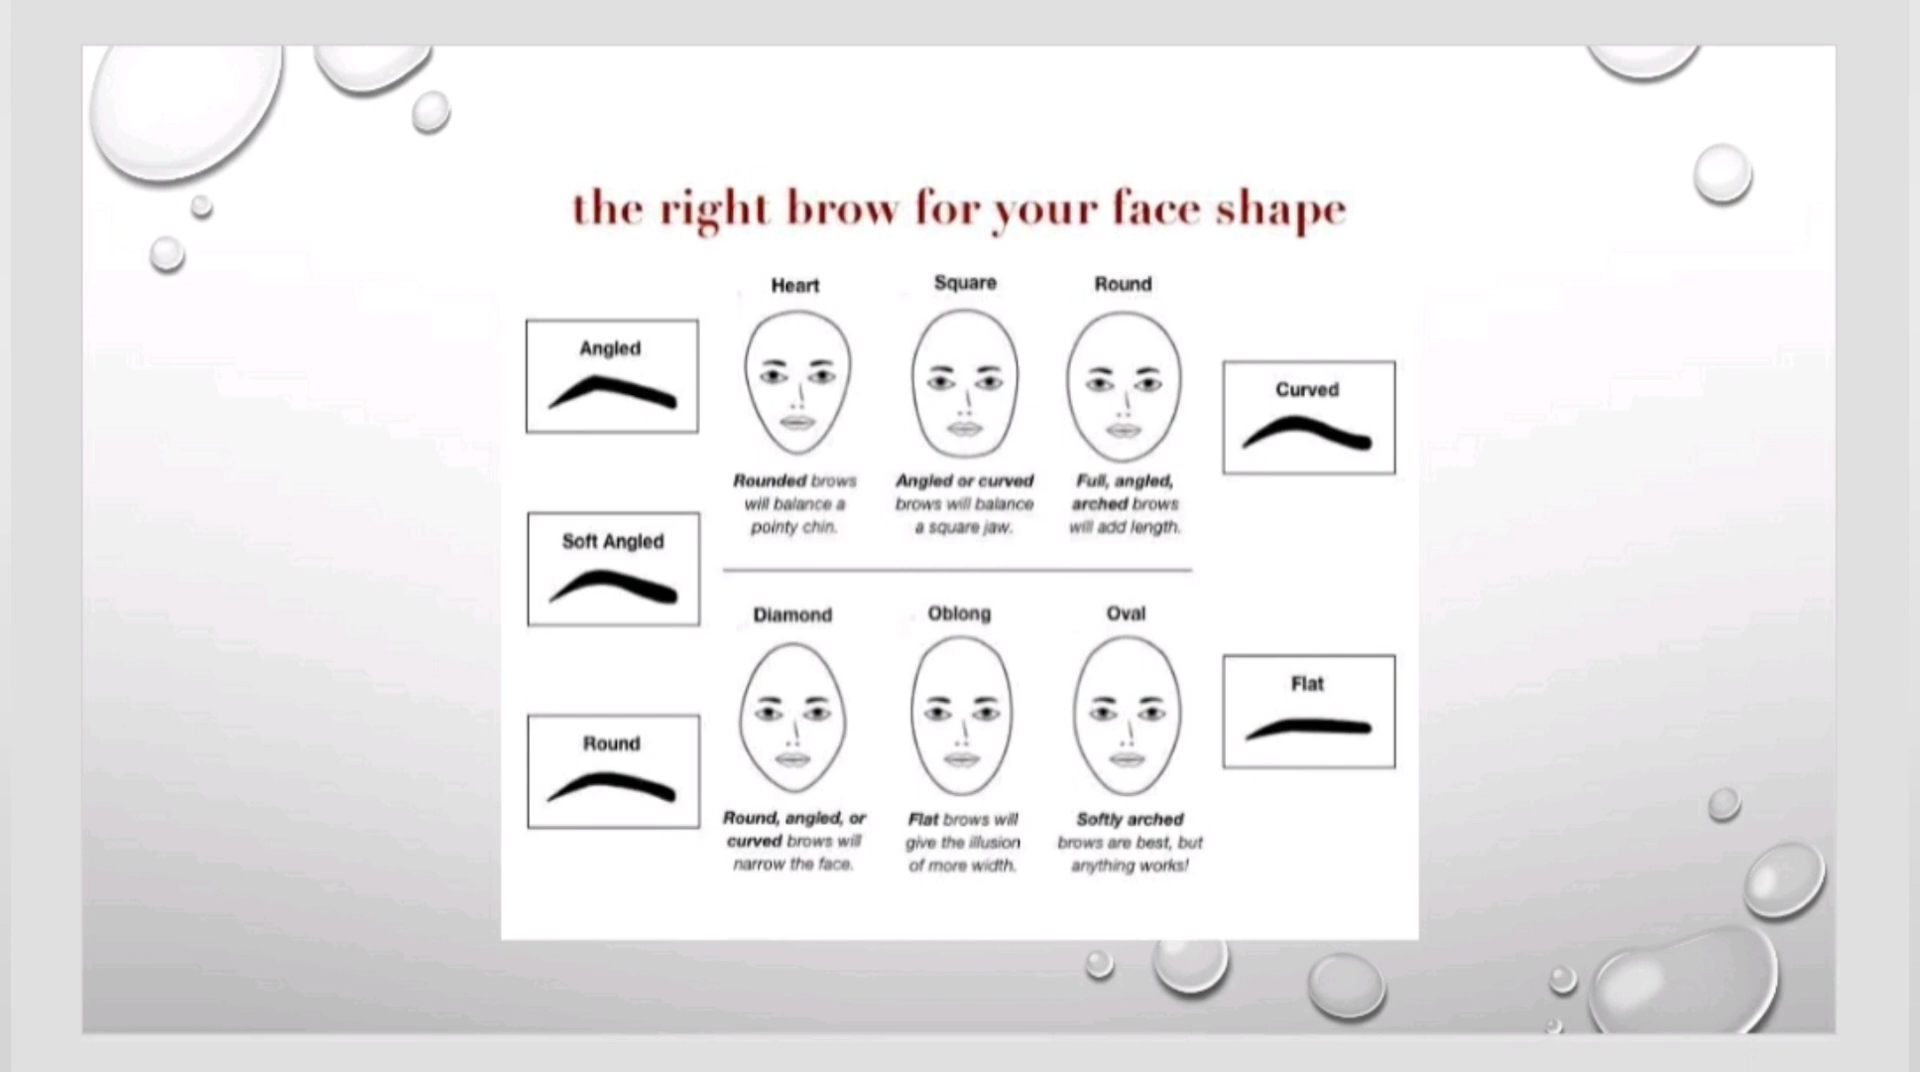 the right brow for your face shape
Heart
Square
Round
Angled
Curved
Rounded brows
will balance a
pointy chin.
Angled or curved
brows will balance
a square jaw.
Full, angled,
arched brows
will add length.
Soft Angled
Diamond
Oblong
Oval
Flat
Round
Round, angled, or
curved brows will
narrow the face.
Flat brows will
give the illusion
of more width.
Softly arched
brows are best, but
anything works!